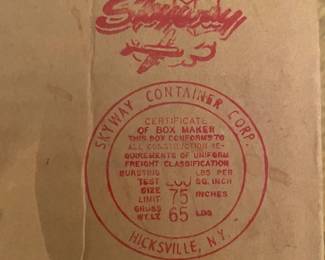 Skyway
SKYWAY CONTAINER CORP.
CERTIFICATE
OF BOX MAKER
THIS BOX CONFORMS TO
ALL CONSTRUCTION RE-
QUIREMENTS OF UNIFORM
FREIGHT CLASSIFICATION
BURSTING LBS PER
TEST 200 SQ. INCH
SIZE
LIMIT 75 INCHES
GROSS
WT. LT. 65 LBS
HICKSVILLE, N.Y.